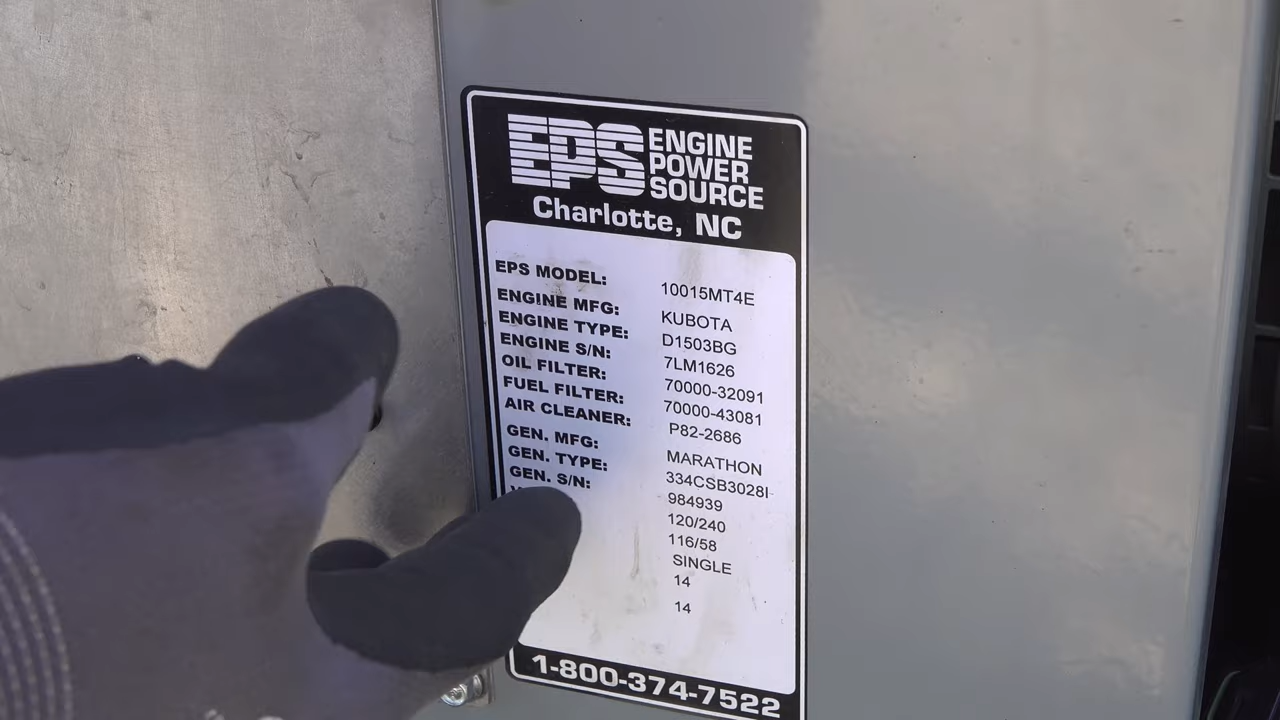 EPS ENGINE
POWER
SOURCE
Charlotte, NC
EPS MODEL: 10015MT4E
ENGINE MFG: KUBOTA
ENGINE TYPE: D1503BG
ENGINE S/N: 7LM1626
OIL FILTER: 70000-32091
FUEL FILTER: 70000-43081
AIR CLEANER: P82-2686
GEN. MFG: MARATHON
GEN. TYPE: 334CSB3028I-
GEN. S/N: 984939
120/240
116/58
SINGLE
14
14
1-800-374-7522